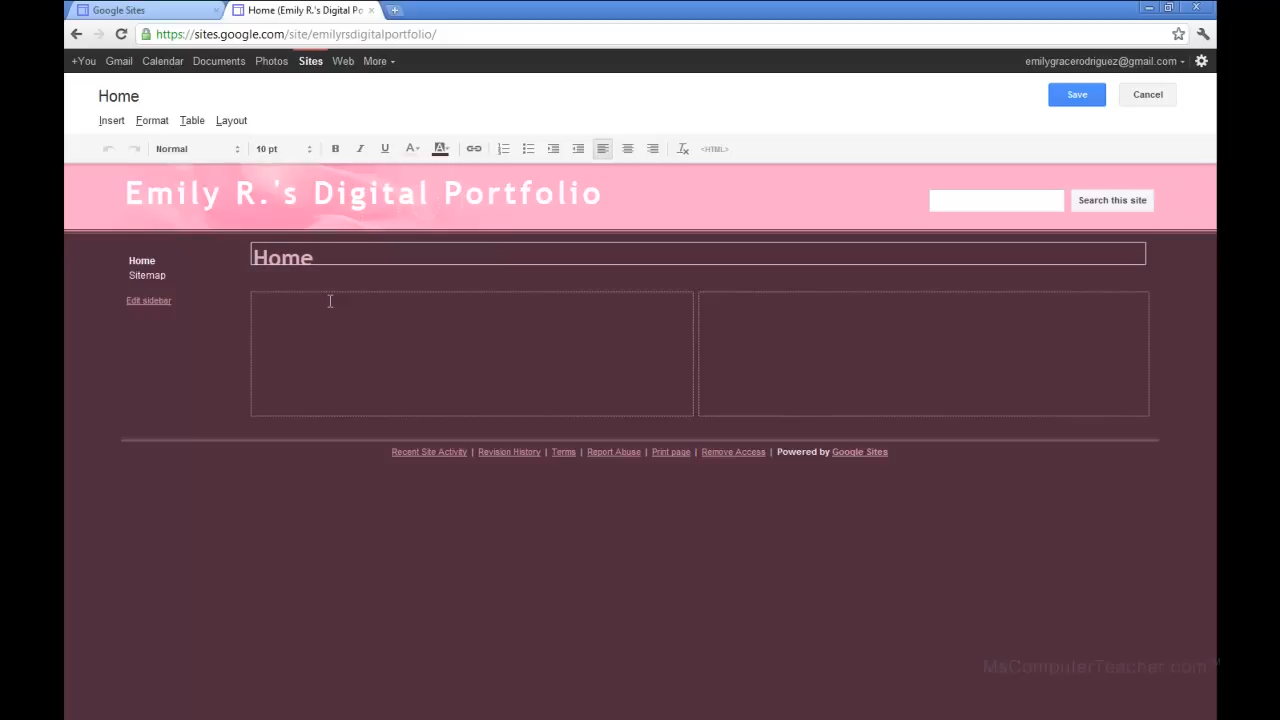 Google Sites
Home (Emily R.'s Digital Po
https://sites.google.com/site/emilyrsdigitalportfolio/
+You Gmail Calendar Documents Photos Sites Web More
emilygracerodriguez@gmail.com
Home
Save Cancel
Insert Format Table Layout
Normal 10 pt B I U A A <HTML>
Emily R.'s Digital Portfolio
Search this site
Home
Sitemap
Edit sidebar
Home
Recent Site Activity | Revision History | Terms | Report Abuse | Print page | Remove Access | Powered by Google Sites
MsComputerTeacher.com